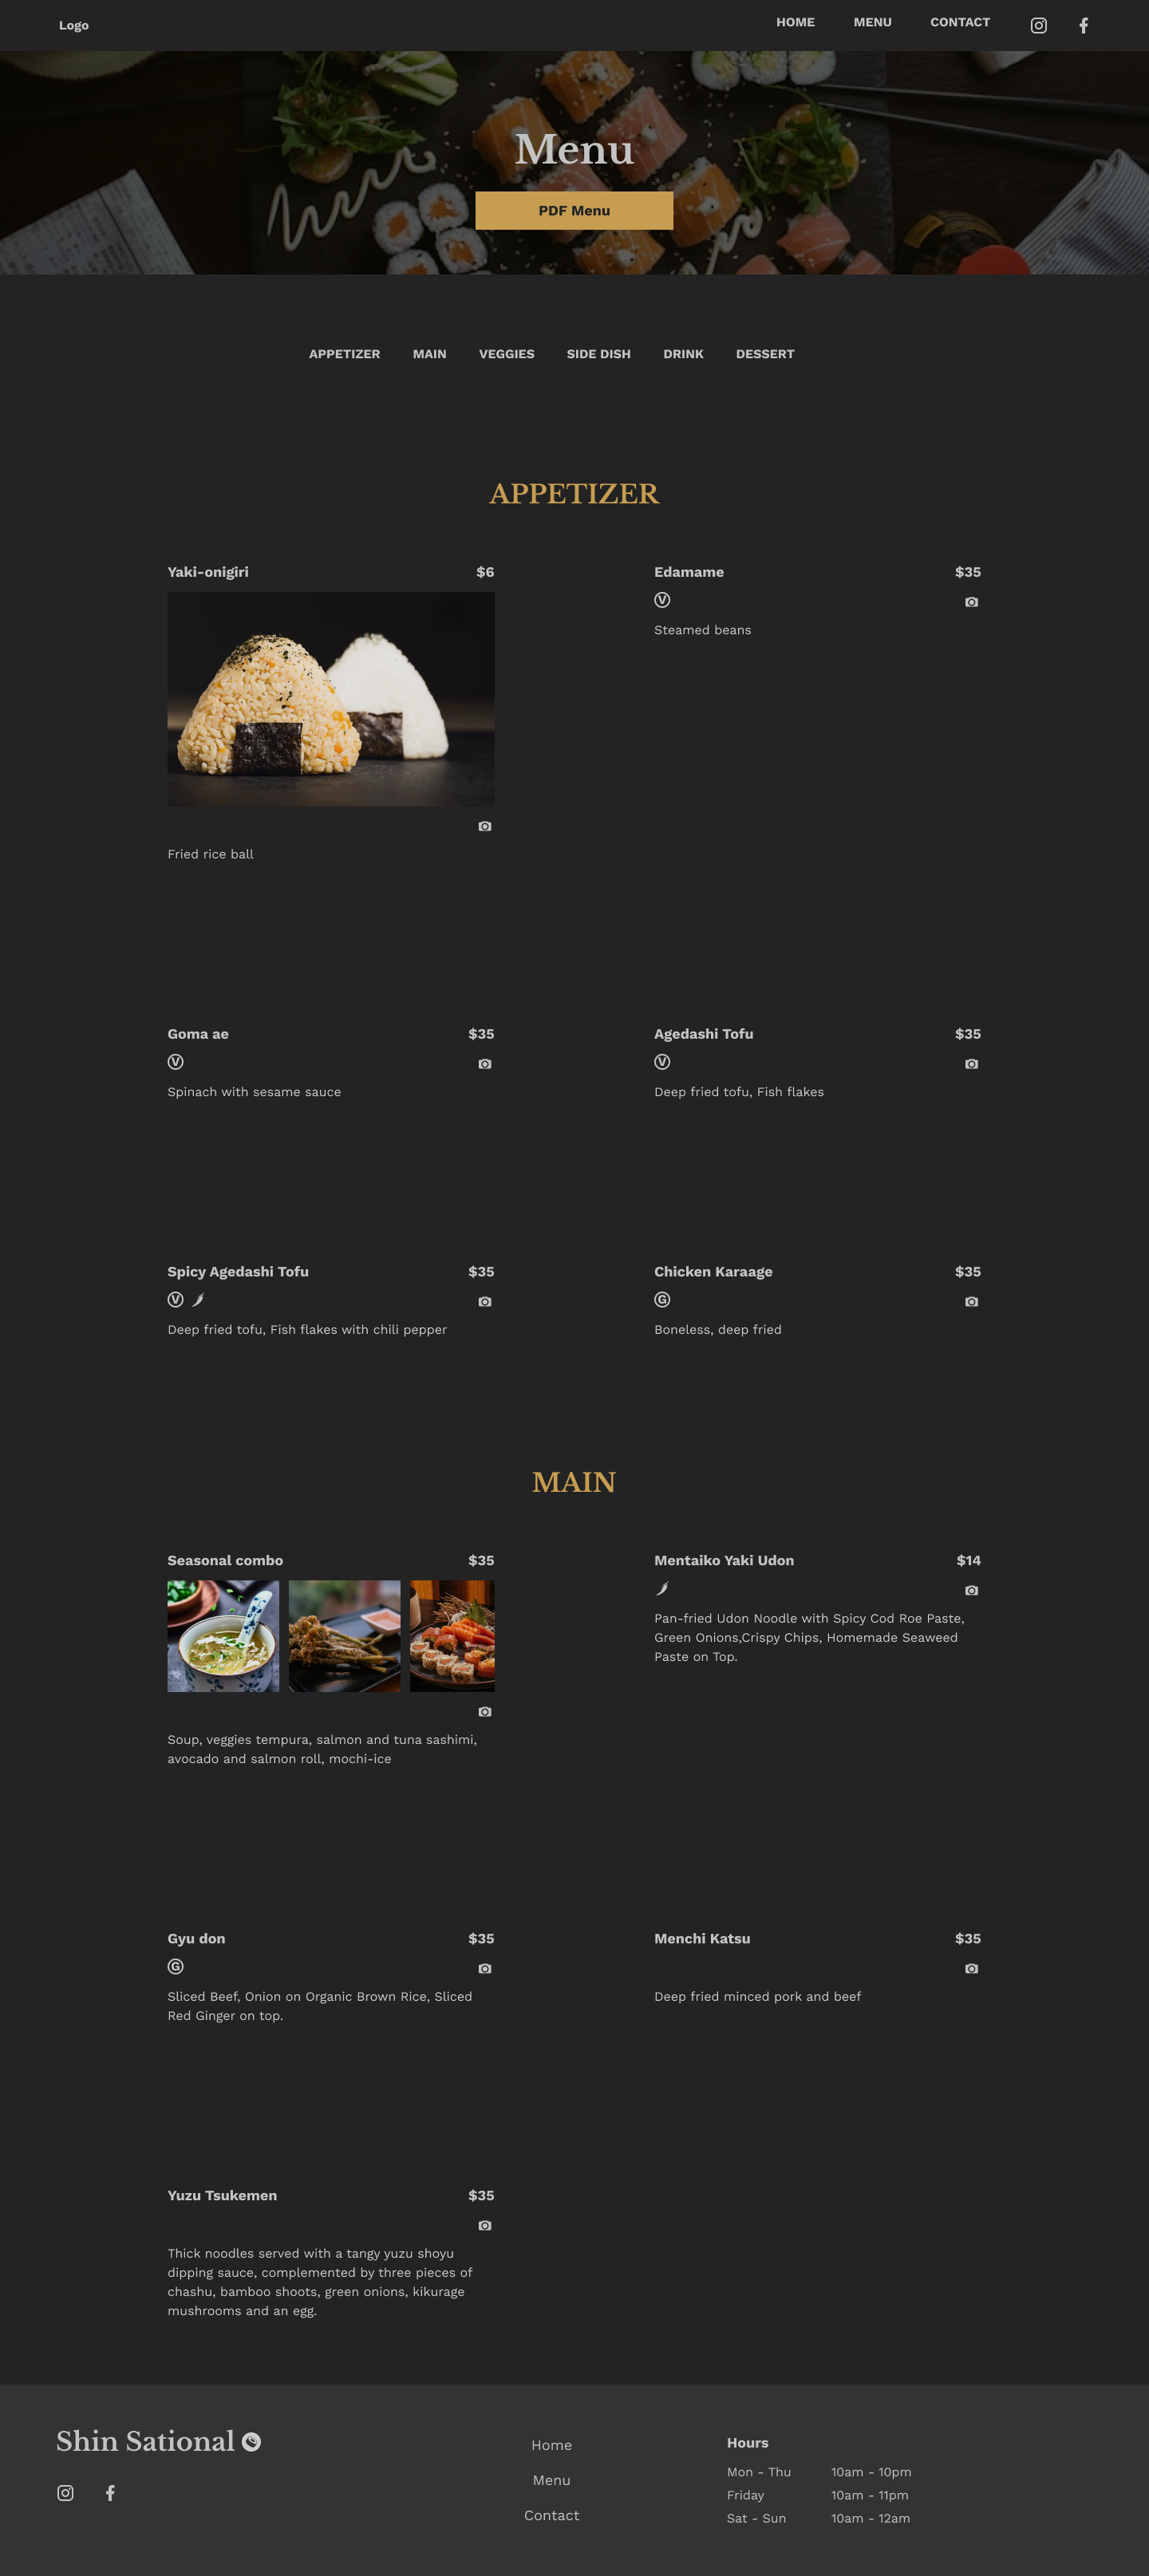 Logo
HOME MENU CONTACT
Menu
PDF Menu
APPETIZER MAIN VEGGIES SIDE DISH DRINK DESSERT
APPETIZER
Yaki-onigiri $6
Fried rice ball
Edamame $35
V
Steamed beans
Goma ae $35
V
Spinach with sesame sauce
Agedashi Tofu $35
V
Deep fried tofu, Fish flakes
Spicy Agedashi Tofu $35
V
Deep fried tofu, Fish flakes with chili pepper
Chicken Karaage $35
G
Boneless, deep fried
MAIN
Seasonal combo $35
Soup, veggies tempura, salmon and tuna sashimi,
avocado and salmon roll, mochi-ice
Mentaiko Yaki Udon $14
Pan-fried Udon Noodle with Spicy Cod Roe Paste,
Green Onions,Crispy Chips, Homemade Seaweed
Paste on Top.
Gyu don $35
G
Sliced Beef, Onion on Organic Brown Rice, Sliced
Red Ginger on top.
Menchi Katsu $35
Deep fried minced pork and beef
Yuzu Tsukemen $35
Thick noodles served with a tangy yuzu shoyu
dipping sauce, complemented by three pieces of
chashu, bamboo shoots, green onions, kikurage
mushrooms and an egg.
Shin Sational
Home
Menu
Contact
Hours
Mon - Thu 10am - 10pm
Friday 10am - 11pm
Sat - Sun 10am - 12am